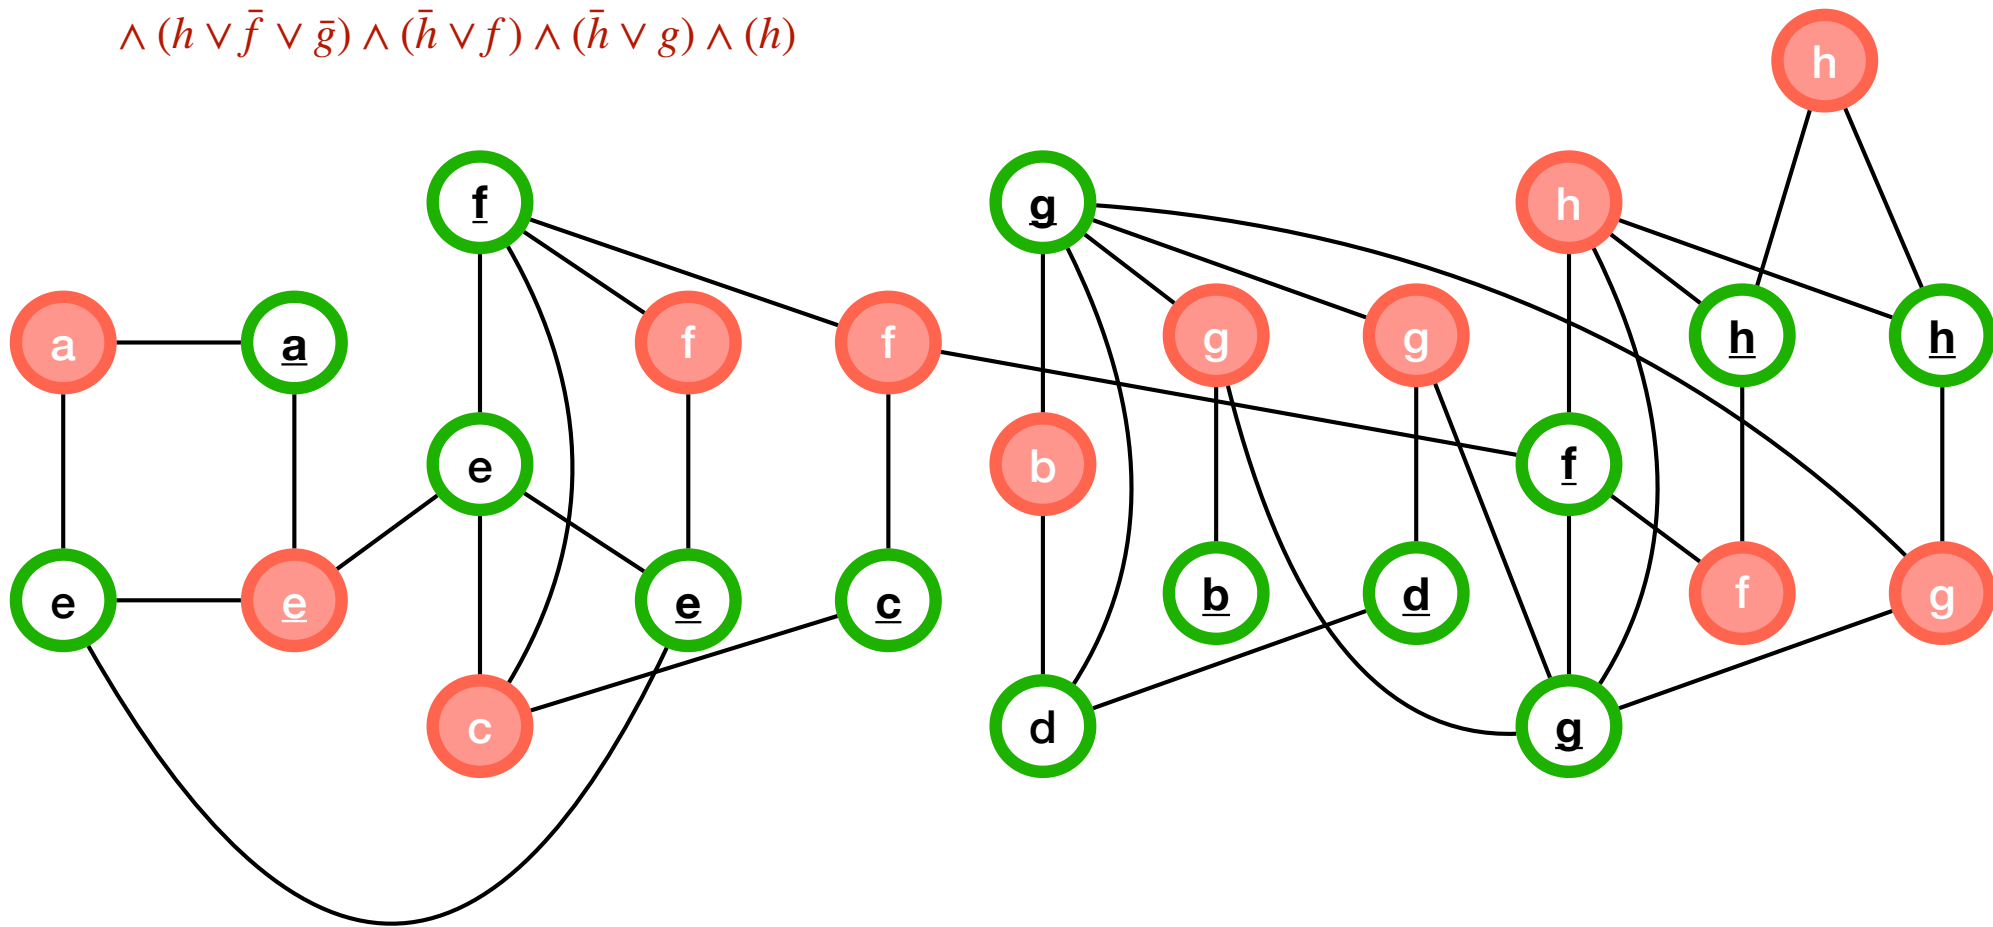 ∧ (h ∨ f̄ ∨ ḡ) ∧ (h̄ ∨ f) ∧ (h̄ ∨ g) ∧ (h)
h
f g h
a a f f g g h h
e b f
e e e c b d f g
c d g